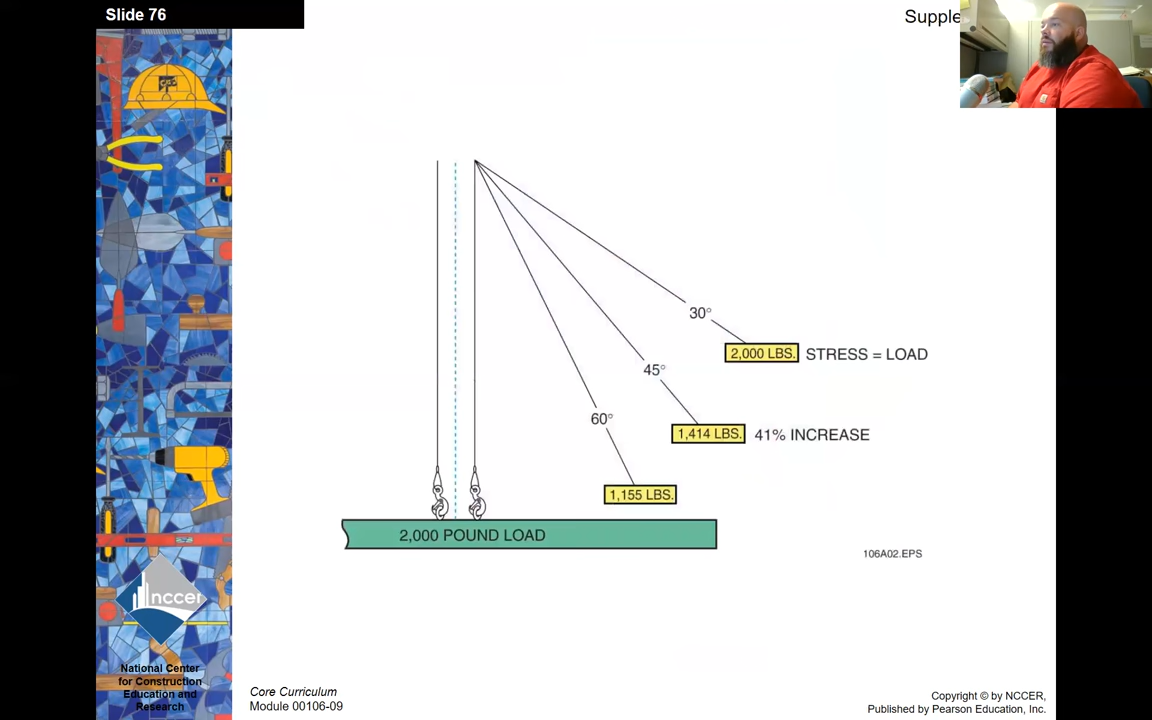 Slide 76
Supple
30°
2,000 LBS. STRESS = LOAD
45°
1,414 LBS. 41% INCREASE
60°
1,155 LBS.
2,000 POUND LOAD
106A02.EPS
nccer
National Center
for Construction
Education and
Research
Core Curriculum
Module 00106-09
Copyright © by NCCER,
Published by Pearson Education, Inc.